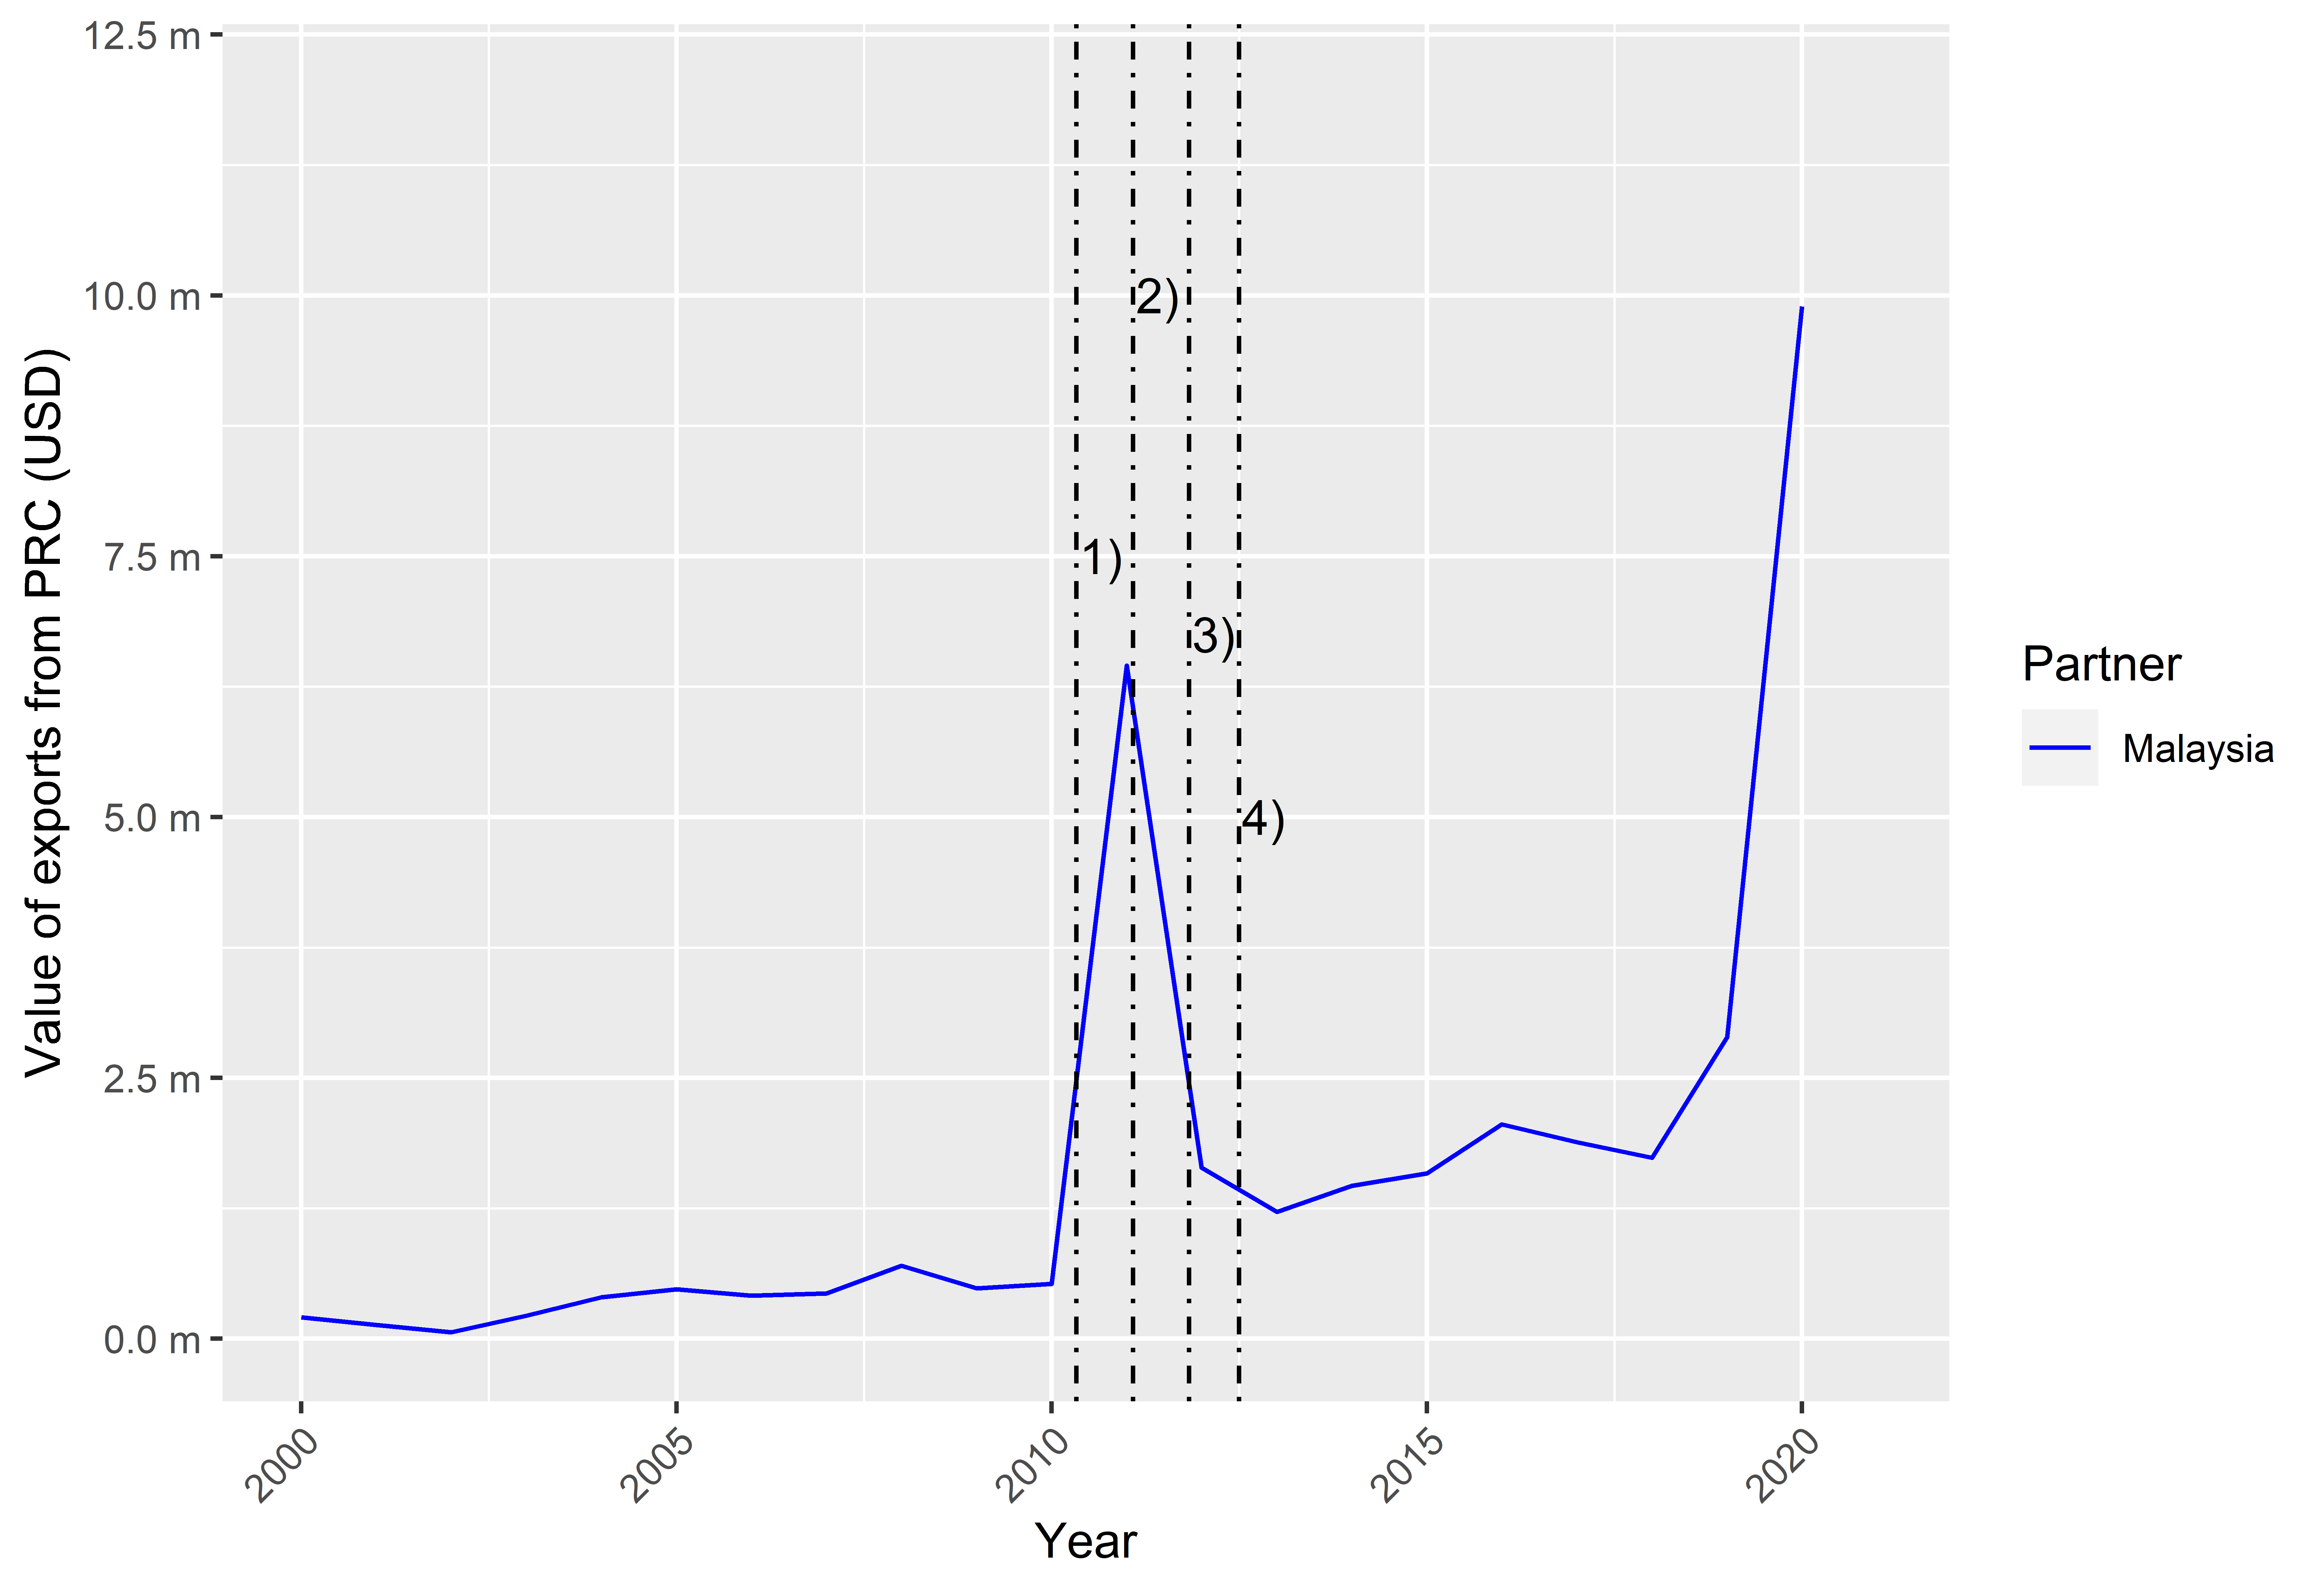 12.5 m
10.0 m
7.5 m
5.0 m
2.5 m
0.0 m
Value of exports from PRC (USD)
2)
1)
3)
4)
2000
2005
2010
2015
2020
Year
Partner
Malaysia